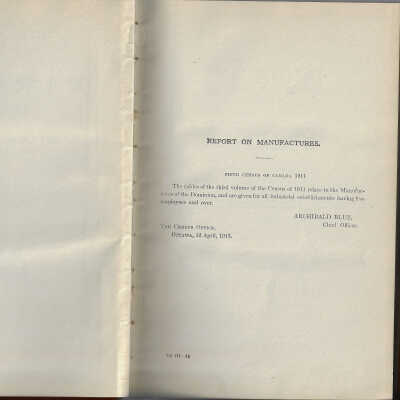 REPORT ON MANUFACTURES.
FIFTH CENSUS OF CANADA 1911
The tables of the third volume of the Census of 1911 relate to the Manufac-
tures of the Dominion, and are given for all industrial establishments having five
employees and over.
ARCHIBALD BLUE,
Chief Officer.
THE CENSUS OFFICE,
Ottawa, April, 1913.